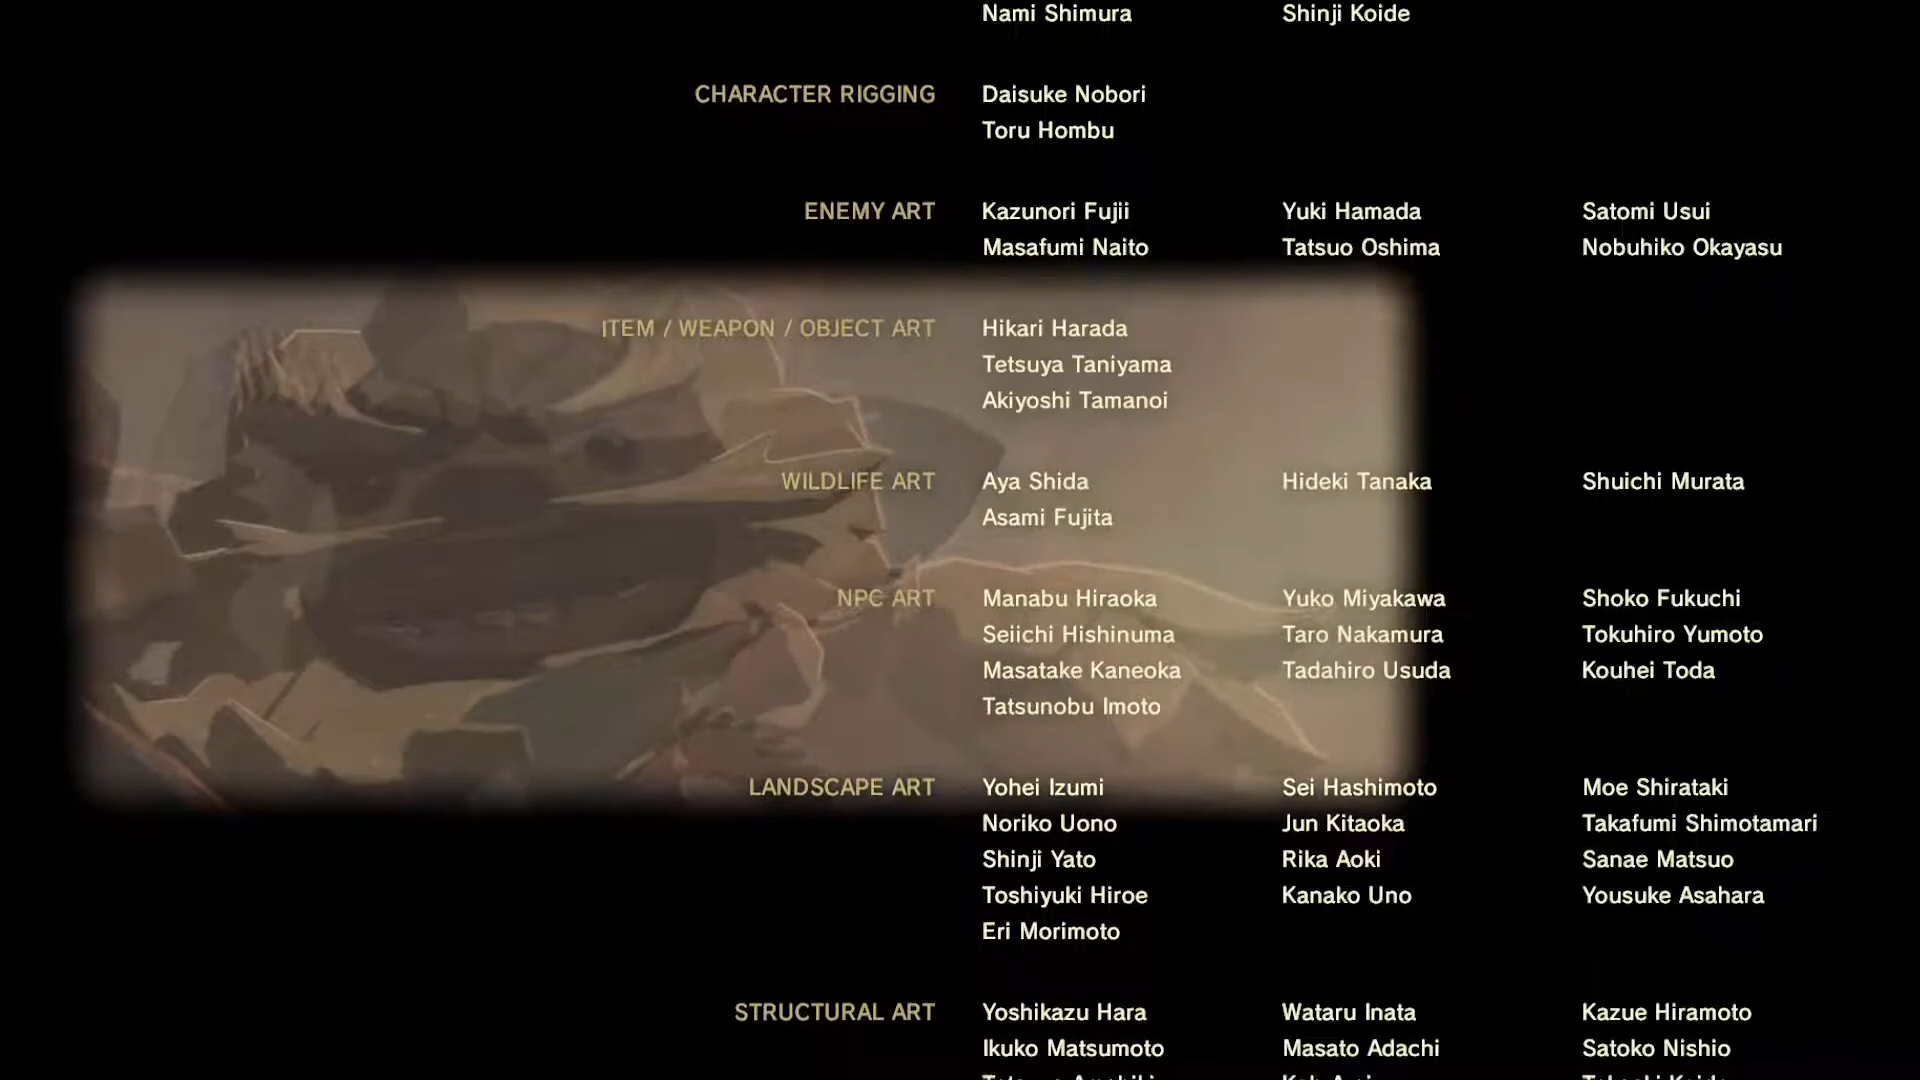 Nami Shimura Shinji Koide
CHARACTER RIGGING Daisuke Nobori
Toru Hombu
ENEMY ART Kazunori Fujii Yuki Hamada Satomi Usui
Masafumi Naito Tatsuo Oshima Nobuhiko Okayasu
ITEM / WEAPON / OBJECT ART Hikari Harada
Tetsuya Taniyama
Akiyoshi Tamanoi
WILDLIFE ART Aya Shida Hideki Tanaka Shuichi Murata
Asami Fujita
NPC ART Manabu Hiraoka Yuko Miyakawa Shoko Fukuchi
Seiichi Hishinuma Taro Nakamura Tokuhiro Yumoto
Masatake Kaneoka Tadahiro Usuda Kouhei Toda
Tatsunobu Imoto
LANDSCAPE ART Yohei Izumi Sei Hashimoto Moe Shirataki
Noriko Uono Jun Kitaoka Takafumi Shimotamari
Shinji Yato Rika Aoki Sanae Matsuo
Toshiyuki Hiroe Kanako Uno Yousuke Asahara
Eri Morimoto
STRUCTURAL ART Yoshikazu Hara Wataru Inata Kazue Hiramoto
Ikuko Matsumoto Masato Adachi Satoko Nishio